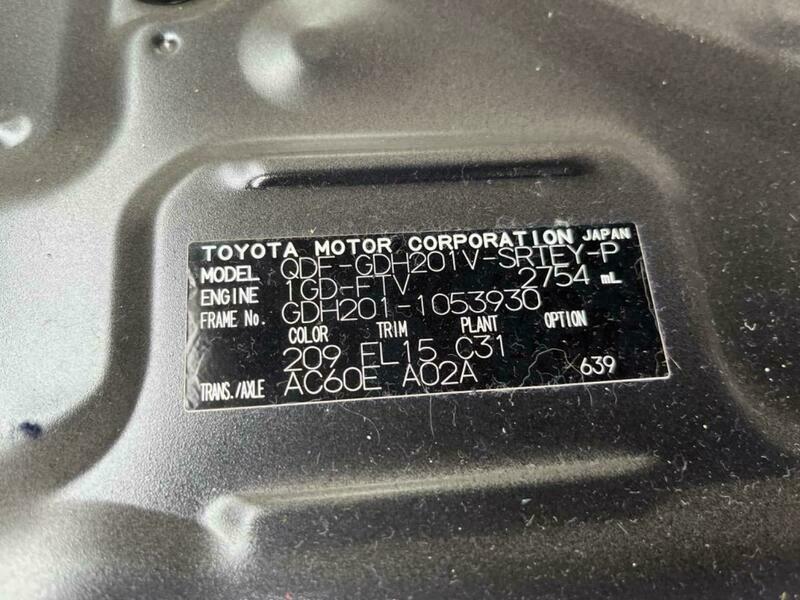 TOYOTA MOTOR CORPORATION JAPAN
MODEL QDF-GDH201V-SRTEY-P
ENGINE 1GD-FTV 2754 mL
FRAME No. GDH201-1053930
COLOR TRIM PLANT OPTION
209 FL15 C31
TRANS./AXLE AC60E A02A 639